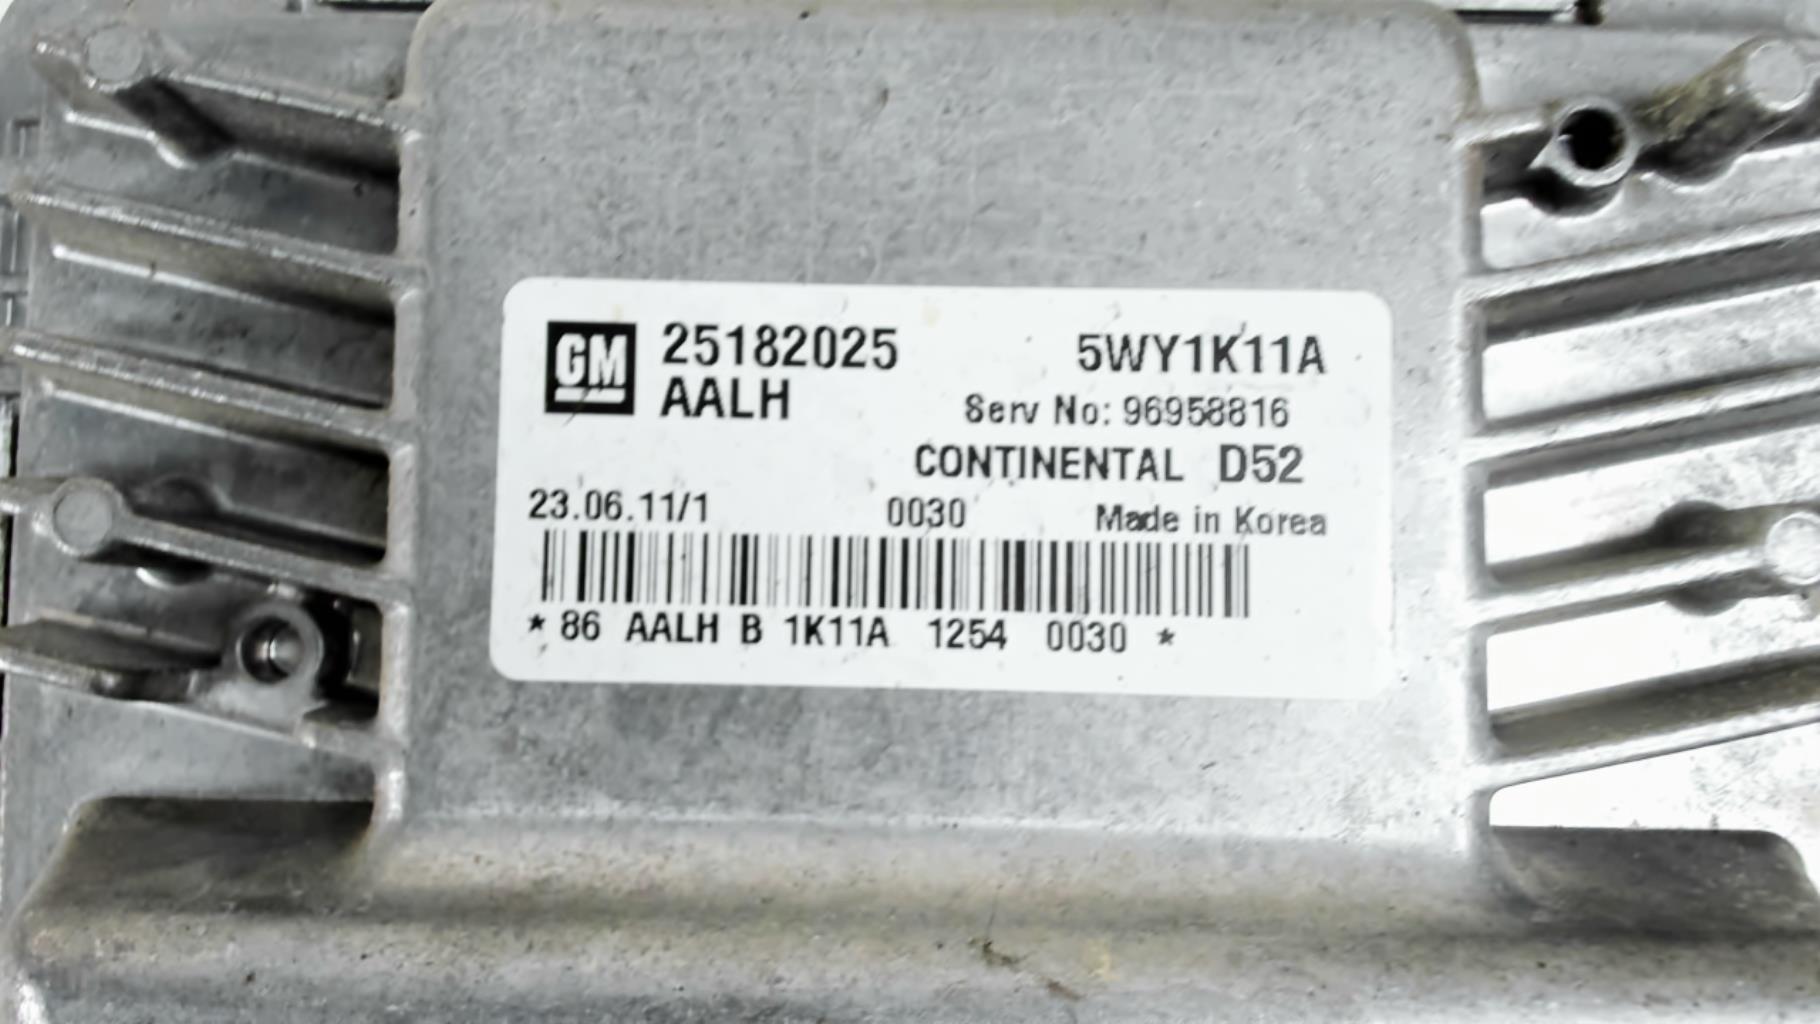 GM 25182025 5WY1K11A
AALH Serv No: 96958816
CONTINENTAL D52
23.06.11/1 0030 Made in Korea
* 86 AALH B 1K11A 1254 0030 *